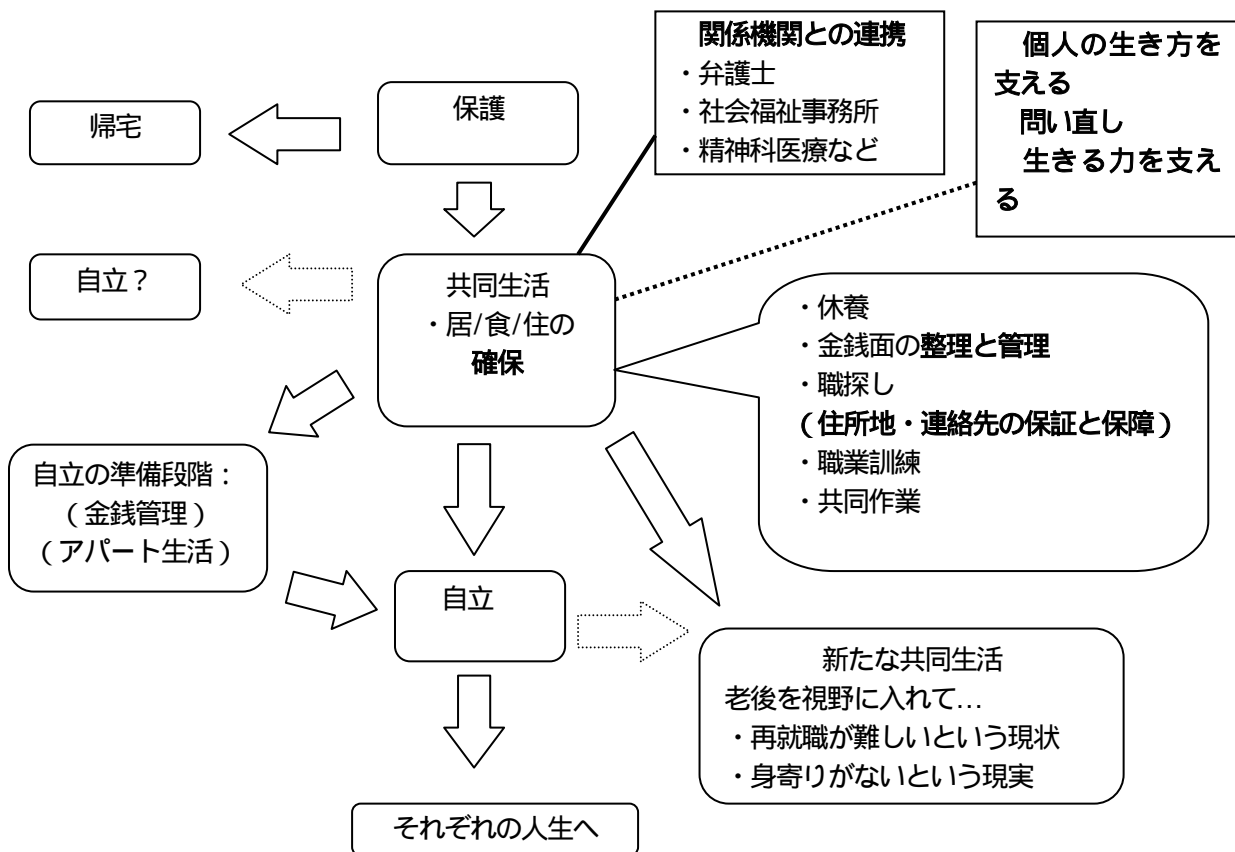 関係機関との連携
・弁護士
・社会福祉事務所
・精神科医療など
個人の生き方を
支える
問い直し
生きる力を支え
る
保護
帰宅
自立？
共同生活
・居/食/住の
確保
・休養
・金銭面の整理と管理
・職探し
(住所地・連絡先の保証と保障)
・職業訓練
・共同作業
自立の準備段階：
(金銭管理)
(アパート生活)
自立
新たな共同生活
老後を視野に入れて…
・再就職が難しいという現状
・身寄りがないという現実
それぞれの人生へ